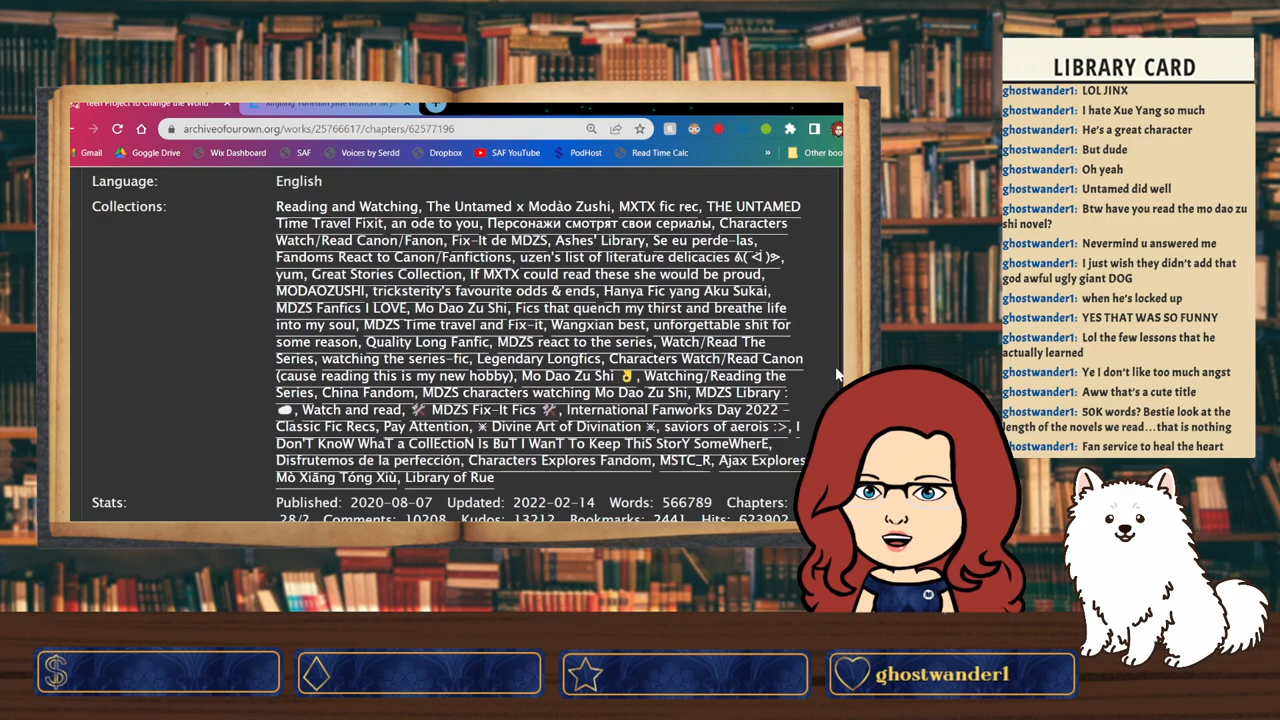 Teen Project to Change the World
archiveofourown.org/works/25766617/chapters/62577196
Gmail Google Drive Wix Dashboard SAF Voices by Serdd Dropbox SAF YouTube PodHost Read Time Calc » Other boo
Language: English
Collections: Reading and Watching, The Untamed x Modào Zushi, MXTX fic rec, THE UNTAMED
Time Travel Fixit, an ode to you, Персонажи смотрят свои сериалы, Characters
Watch/Read Canon/Fanon, Fix-It de MDZS, Ashes' Library, Se eu perde-las,
Fandoms React to Canon/Fanfictions, uzen's list of literature delicacies
yum, Great Stories Collection, If MXTX could read these she would be proud,
MODAOZUSHI, tricksterity's favourite odds & ends, Hanya Fic yang Aku Sukai,
MDZS Fanfics I LOVE, Mo Dao Zu Shi, Fics that quench my thirst and breathe life
into my soul, MDZS Time travel and Fix-it, Wangxian best, unforgettable shit for
some reason, Quality Long Fanfic, MDZS react to the series, Watch/Read The
Series, watching the series-fic, Legendary Longfics, Characters Watch/Read Canon
(cause reading this is my new hobby), Mo Dao Zu Shi 👌, Watching/Reading the
Series, China Fandom, MDZS characters watching Mo Dao Zu Shi, MDZS Library :
☁️, Watch and read, 🛠️ MDZS Fix-It Fics 🛠️, International Fanworks Day 2022 -
Classic Fic Recs, Pay Attention, ⋇ Divine Art of Divination ⋇, saviors of aerois :>, I
Don'T KnoW WhaT a CollEctioN Is BuT I WanT To Keep ThiS StorY SomeWherE,
Disfrutemos de la perfección, Characters Explores Fandom, MSTC_R, Ajax Explores
Mò Xiāng Tóng Xiù, Library of Rue
Stats: Published: 2020-08-07 Updated: 2022-02-14 Words: 566789 Chapters:
28/? Comments: 10208 Kudos: 13212 Bookmarks: 2441 Hits: 623902
LIBRARY CARD
ghostwander1: LOL JINX
ghostwander1: I hate Xue Yang so much
ghostwander1: He's a great character
ghostwander1: But dude
ghostwander1: Oh yeah
ghostwander1: Untamed did well
ghostwander1: Btw have you read the mo dao zu
shi novel?
ghostwander1: Nevermind u answered me
ghostwander1: I just wish they didn't add that
god awful ugly giant DOG
ghostwander1: when he's locked up
ghostwander1: YES THAT WAS SO FUNNY
ghostwander1: Lol the few lessons that he
actually learned
ghostwander1: Ye I don't like too much angst
ghostwander1: Aww that's a cute title
ghostwander1: 50K words? Bestie look at the
length of the novels we read...that is nothing
ghostwander1: Fan service to heal the heart
ghostwander1